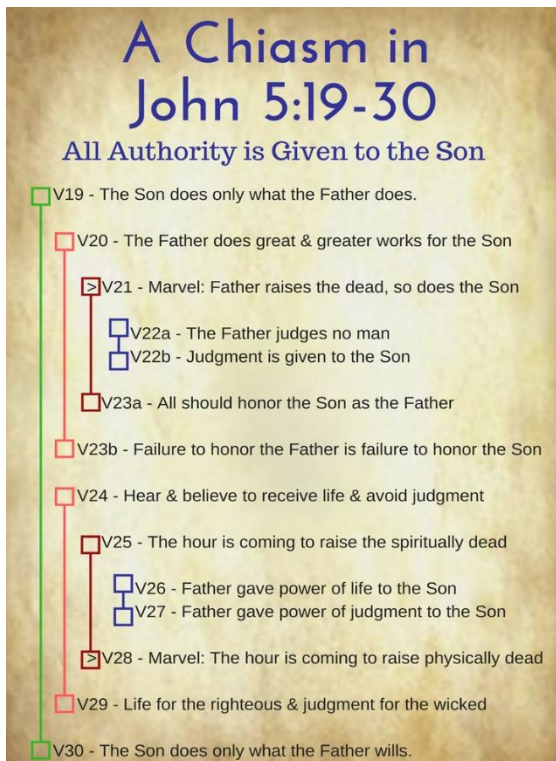 A Chiasm in
John 5:19-30
All Authority is Given to the Son
V19 - The Son does only what the Father does.
V20 - The Father does great & greater works for the Son
> V21 - Marvel: Father raises the dead, so does the Son
V22a - The Father judges no man
V22b - Judgment is given to the Son
V23a - All should honor the Son as the Father
V23b - Failure to honor the Father is failure to honor the Son
V24 - Hear & believe to receive life & avoid judgment
V25 - The hour is coming to raise the spiritually dead
V26 - Father gave power of life to the Son
V27 - Father gave power of judgment to the Son
> V28 - Marvel: The hour is coming to raise physically dead
V29 - Life for the righteous & judgment for the wicked
V30 - The Son does only what the Father wills.